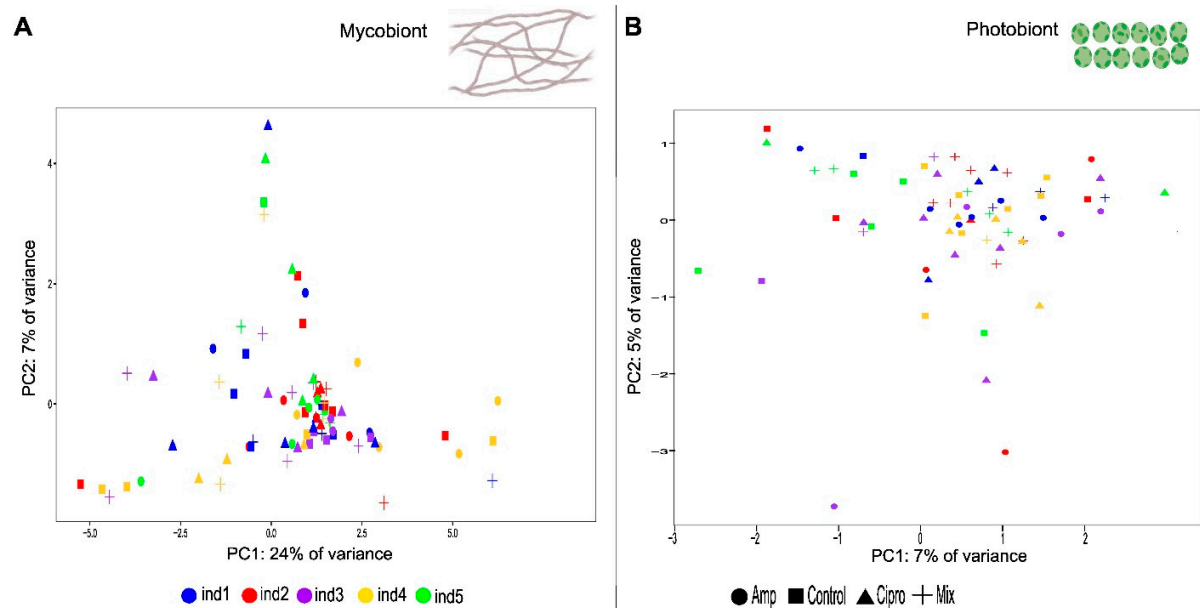 A
Mycobiont
PC2: 7% of variance
4
2
0
-5.0
-2.5
0.0
2.5
5.0
PC1: 24% of variance
ind1
ind2
ind3
ind4
ind5
B
Photobiont
PC2: 5% of variance
1
0
−1
−2
−3
−3
−2
−1
0
1
2
PC1: 7% of variance
Amp
Control
Cipro
Mix